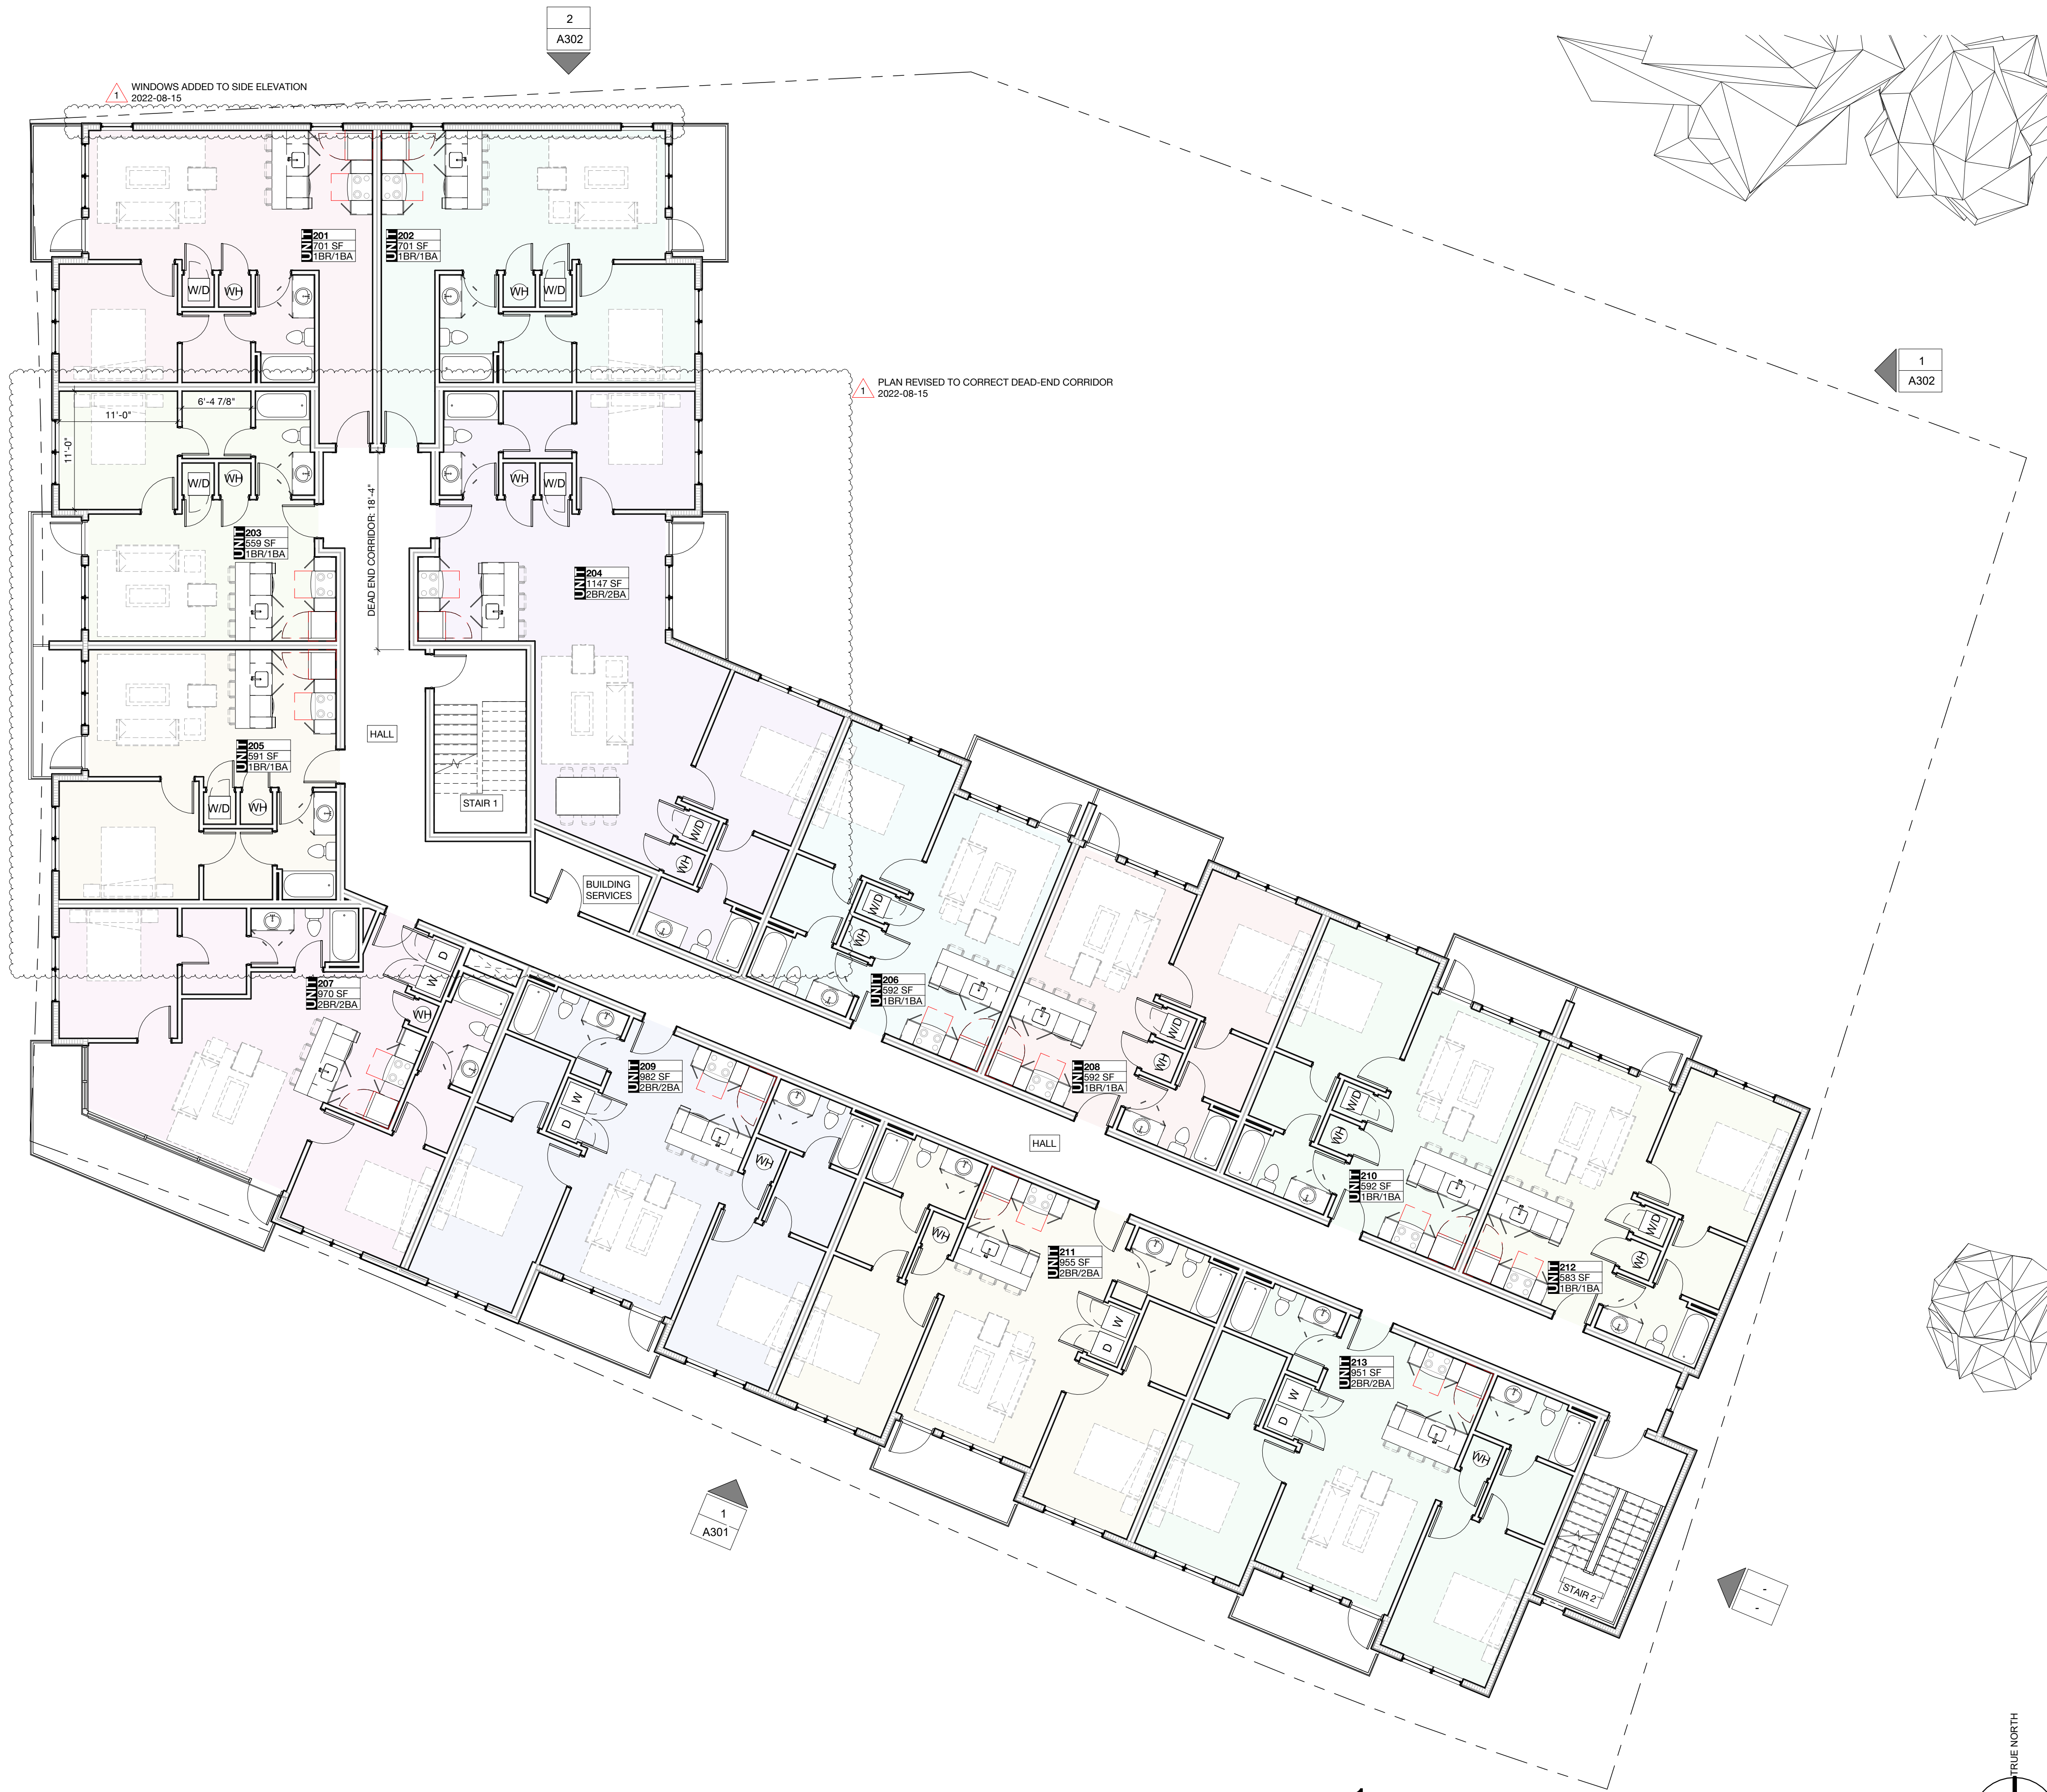 2
A302
1
WINDOWS ADDED TO SIDE ELEVATION
2022-08-15
UNIT
201
701 SF
1BR/1BA
UNIT
202
701 SF
1BR/1BA
W/D
WH
WH
W/D
1
A302
1
PLAN REVISED TO CORRECT DEAD-END CORRIDOR
2022-08-15
11'-0"
6'-4 7/8"
11'-0"
W/D
WH
WH
W/D
DEAD END CORRIDOR: 18'-4"
UNIT
203
559 SF
1BR/1BA
UNIT
204
1147 SF
2BR/2BA
HALL
UNIT
205
591 SF
1BR/1BA
W/D
WH
STAIR 1
W/D
WH
BUILDING
SERVICES
W/D
WH
D
W
WH
UNIT
207
970 SF
2BR/2BA
UNIT
206
592 SF
1BR/1BA
W/D
WH
UNIT
209
982 SF
2BR/2BA
UNIT
208
592 SF
1BR/1BA
W
D
WH
W/D
WH
HALL
UNIT
210
592 SF
1BR/1BA
W/D
WH
WH
UNIT
211
955 SF
2BR/2BA
UNIT
212
583 SF
1BR/1BA
W
D
UNIT
213
951 SF
2BR/2BA
W
D
WH
1
A301
STAIR 2
-
-
TRUE NORTH